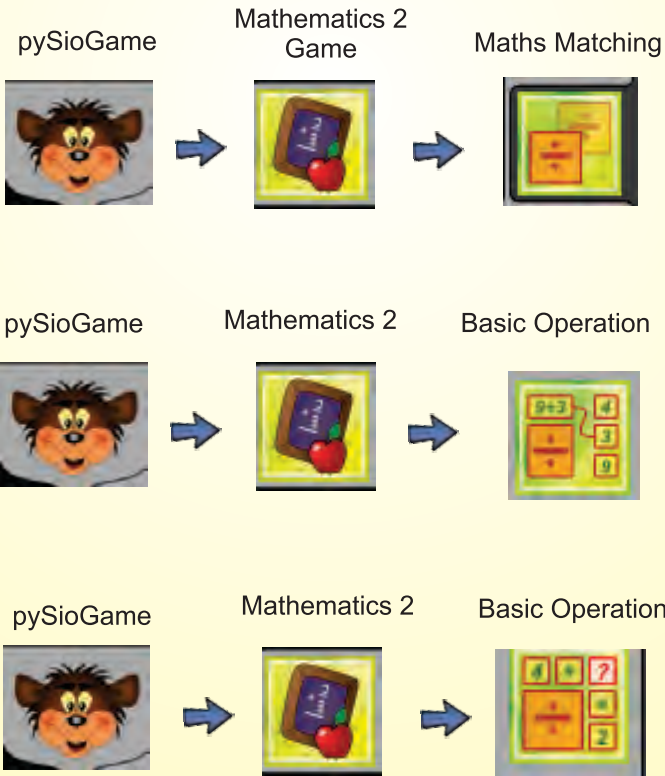 pySioGame
Mathematics 2
Game
Maths Matching
pySioGame
Mathematics 2
Basic Operation
9÷3
4
3
9
pySioGame
Mathematics 2
Basic Operation
4 ÷ ?
=
2